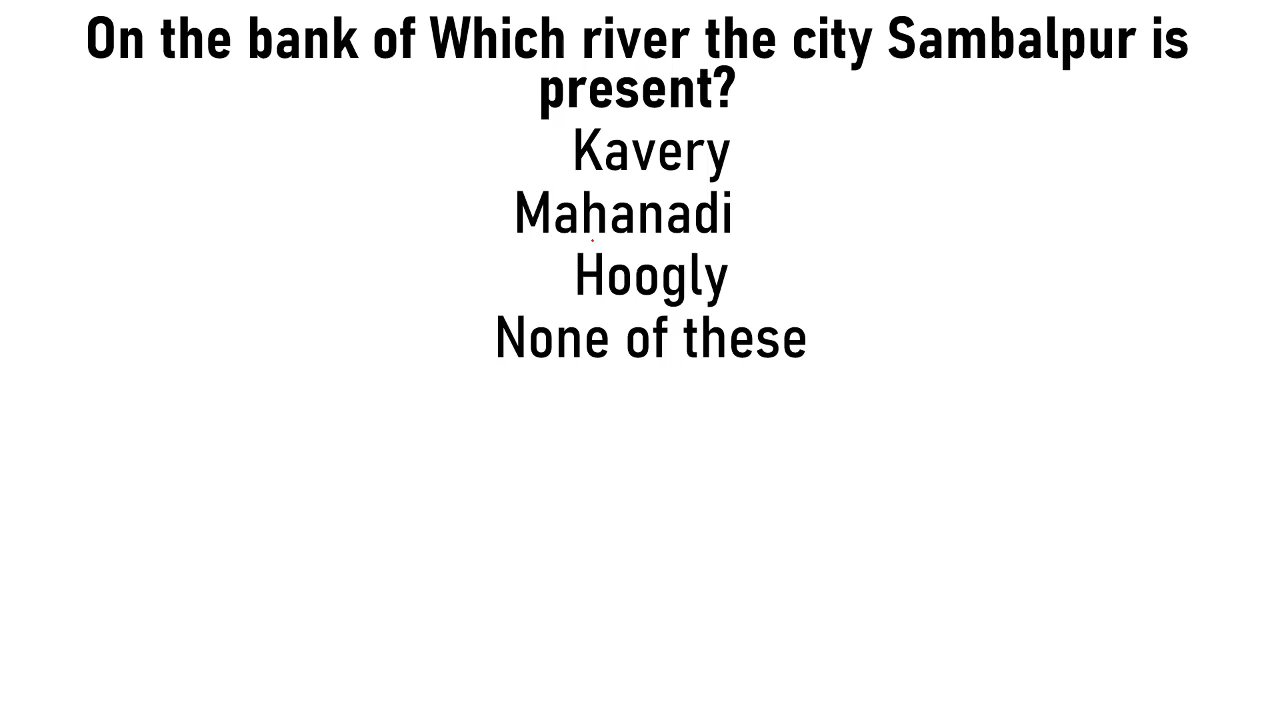 On the bank of Which river the city Sambalpur is
present?
Kavery
Mahanadi
Hoogly
None of these